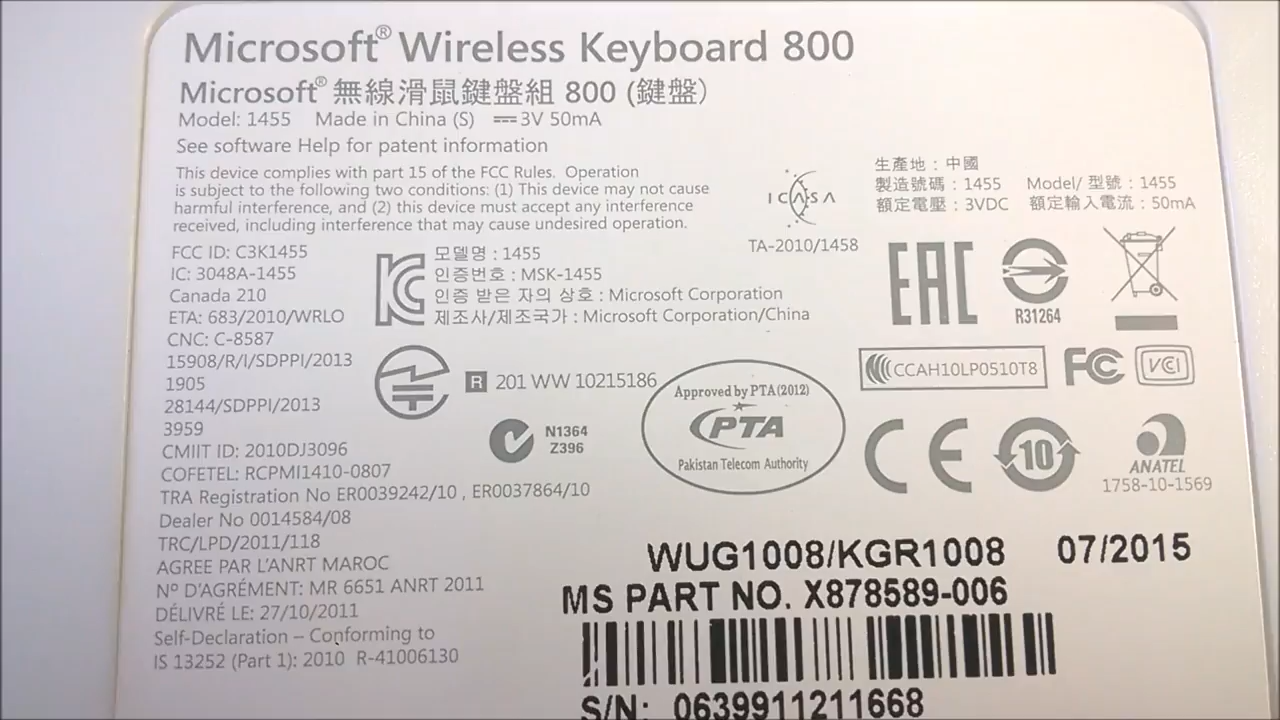 Microsoft® Wireless Keyboard 800
Microsoft® 無線滑鼠鍵盤組 800 (鍵盤)
Model: 1455 Made in China (S) ⎓3V 50mA
See software Help for patent information
This device complies with part 15 of the FCC Rules. Operation
is subject to the following two conditions: (1) This device may not cause
harmful interference, and (2) this device must accept any interference
received, including interference that may cause undesired operation.
ICASA
TA-2010/1458
生產地：中國
製造號碼：1455 Model/ 型號：1455
額定電壓：3VDC 額定輸入電流：50mA
FCC ID: C3K1455
IC: 3048A-1455
Canada 210
ETA: 683/2010/WRLO
CNC: C-8587
15908/R/I/SDPPI/2013
1905
28144/SDPPI/2013
3959
CMIIT ID: 2010DJ3096
COFETEL: RCPMI1410-0807
TRA Registration No ER0039242/10 , ER0037864/10
Dealer No 0014584/08
TRC/LPD/2011/118
AGREE PAR L'ANRT MAROC
Nº D'AGRÉMENT: MR 6651 ANRT 2011
DÉLIVRÉ LE: 27/10/2011
Self-Declaration – Conforming to
IS 13252 (Part 1): 2010 R-41006130
KC
모델명 : 1455
인증번호 : MSK-1455
인증 받은 자의 상호 : Microsoft Corporation
제조사/제조국가 : Microsoft Corporation/China
EAC
R31264
R 201 WW 10215186
N1364
Z396
Approved by PTA (2012)
PTA
Pakistan Telecom Authority
CCAH10LP0510T8
FC
VCI
CE
10
ANATEL
1758-10-1569
WUG1008/KGR1008 07/2015
MS PART NO. X878589-006
S/N: 0639911211668